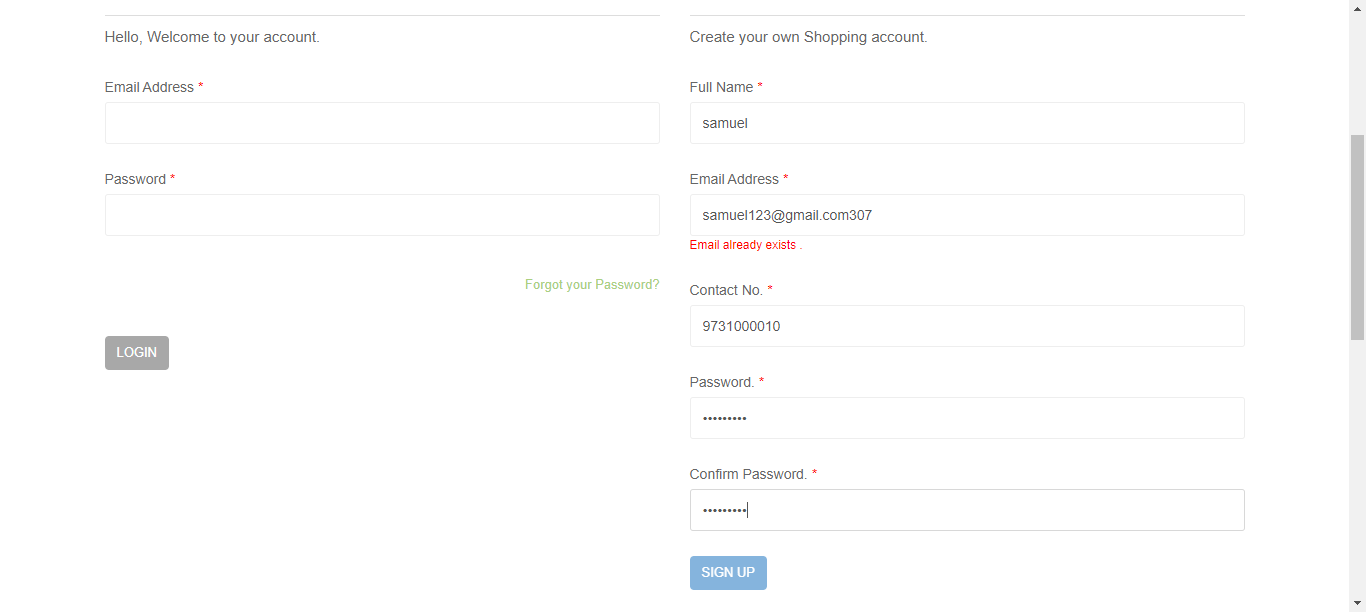 Hello, Welcome to your account.
Email Address *
Password *
Forgot your Password?
LOGIN
Create your own Shopping account.
Full Name *
samuel
Email Address *
samuel123@gmail.com307
Email already exists .
Contact No. *
9731000010
Password. *
•••••••••
Confirm Password. *
•••••••••
SIGN UP